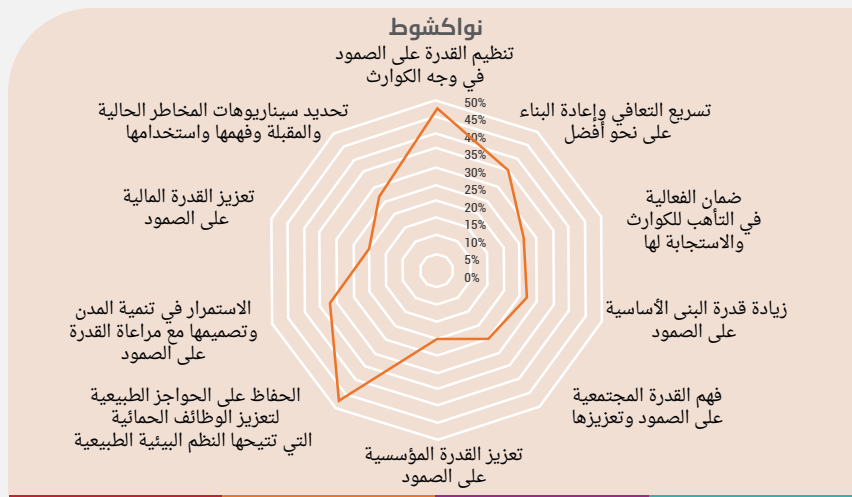 نواكشوط
تنظيم القدرة على الصمود
في وجه الكوارث
تحديد سيناريوهات المخاطر الحالية
والمقبلة وفهمها واستخدامها
تعزيز القدرة المالية
على الصمود
الاستمرار في تنمية المدن
وتصميمها مع مراعاة القدرة
على الصمود
الحفاظ على الحواجز الطبيعية
لتعزيز الوظائف الحمائية
التي تتيحها النظم البيئية الطبيعية
تعزيز القدرة المؤسسية
على الصمود
فهم القدرة المجتمعية
على الصمود وتعزيزها
زيادة قدرة البنى الأساسية
على الصمود
ضمان الفعالية
في التأهب للكوارث
والاستجابة لها
تسريع التعافي وإعادة البناء
على نحو أفضل
50%
45%
40%
35%
30%
25%
20%
15%
10%
5%
0%